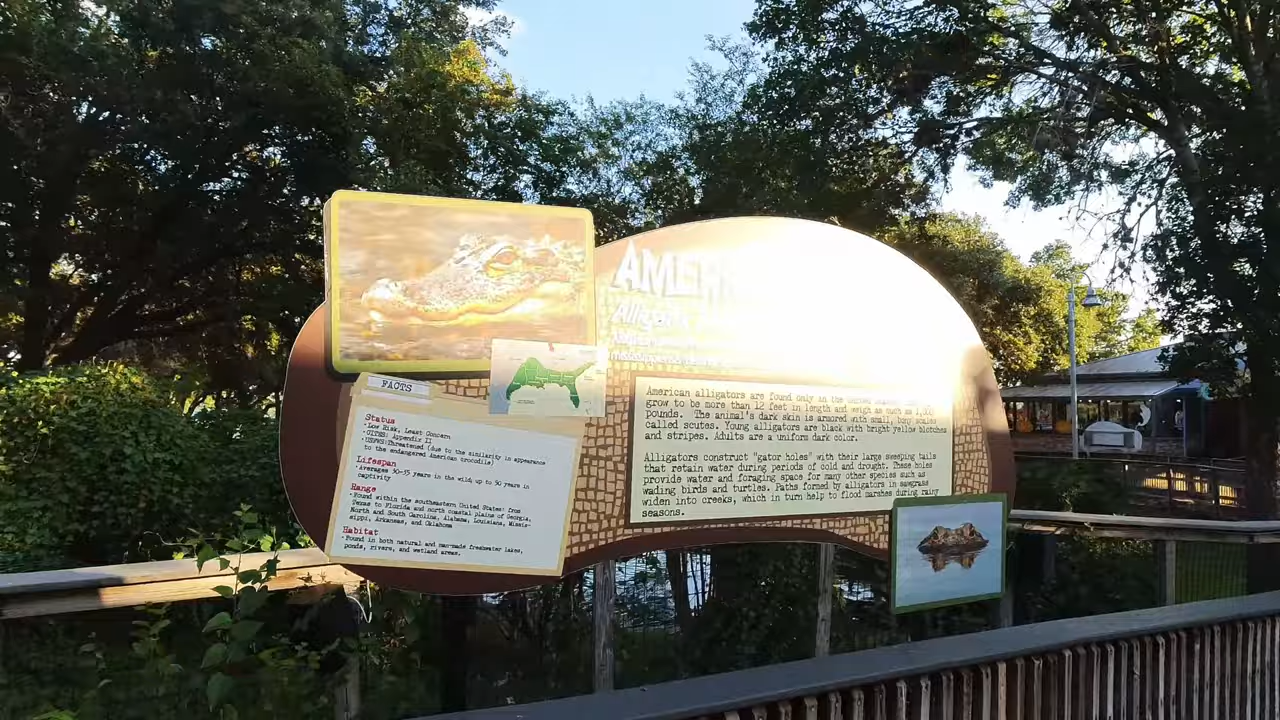 AMER
Alligator
FACTS
Status
• Low Risk, Least Concern
• CITES: Appendix II
• USFWS:Threatened (due to the similarity in appearance
to the endangered American crocodile)
Lifespan
• Averages 30-35 years in the wild; up to 50 years in
captivity
Range
• Found within the southeastern United States: from
Texas to Florida and north coastal plains of Georgia,
North and South Carolina, Alabama, Louisiana, Missis-
sippi, Arkansas, and Oklahoma
Habitat
• Found in both natural and man-made freshwater lakes,
ponds, rivers, and wetland areas.
American alligators are found only in the
grow to be more than 12 feet in length and weigh as much as
pounds. The animal's dark skin is armored with small, bony scales
called scutes. Young alligators are black with bright yellow blotches
and stripes. Adults are a uniform dark color.
Alligators construct "gator holes" with their large sweeping tails
that retain water during periods of cold and drought. These holes
provide water and foraging space for many other species such as
wading birds and turtles. Paths formed by alligators in sawgrass
widen into creeks, which in turn help to flood marshes during rainy
seasons.